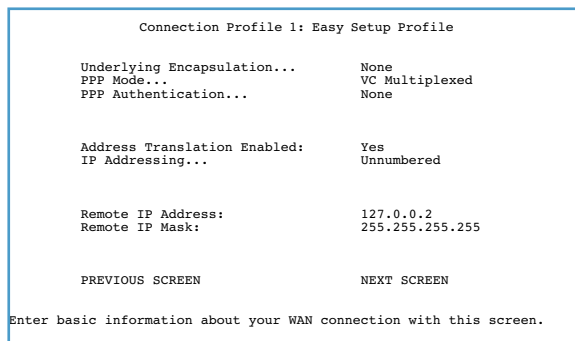 Connection Profile 1: Easy Setup Profile
Underlying Encapsulation... None
PPP Mode... VC Multiplexed
PPP Authentication... None
Address Translation Enabled: Yes
IP Addressing... Unnumbered
Remote IP Address: 127.0.0.2
Remote IP Mask: 255.255.255.255
PREVIOUS SCREEN NEXT SCREEN
Enter basic information about your WAN connection with this screen.